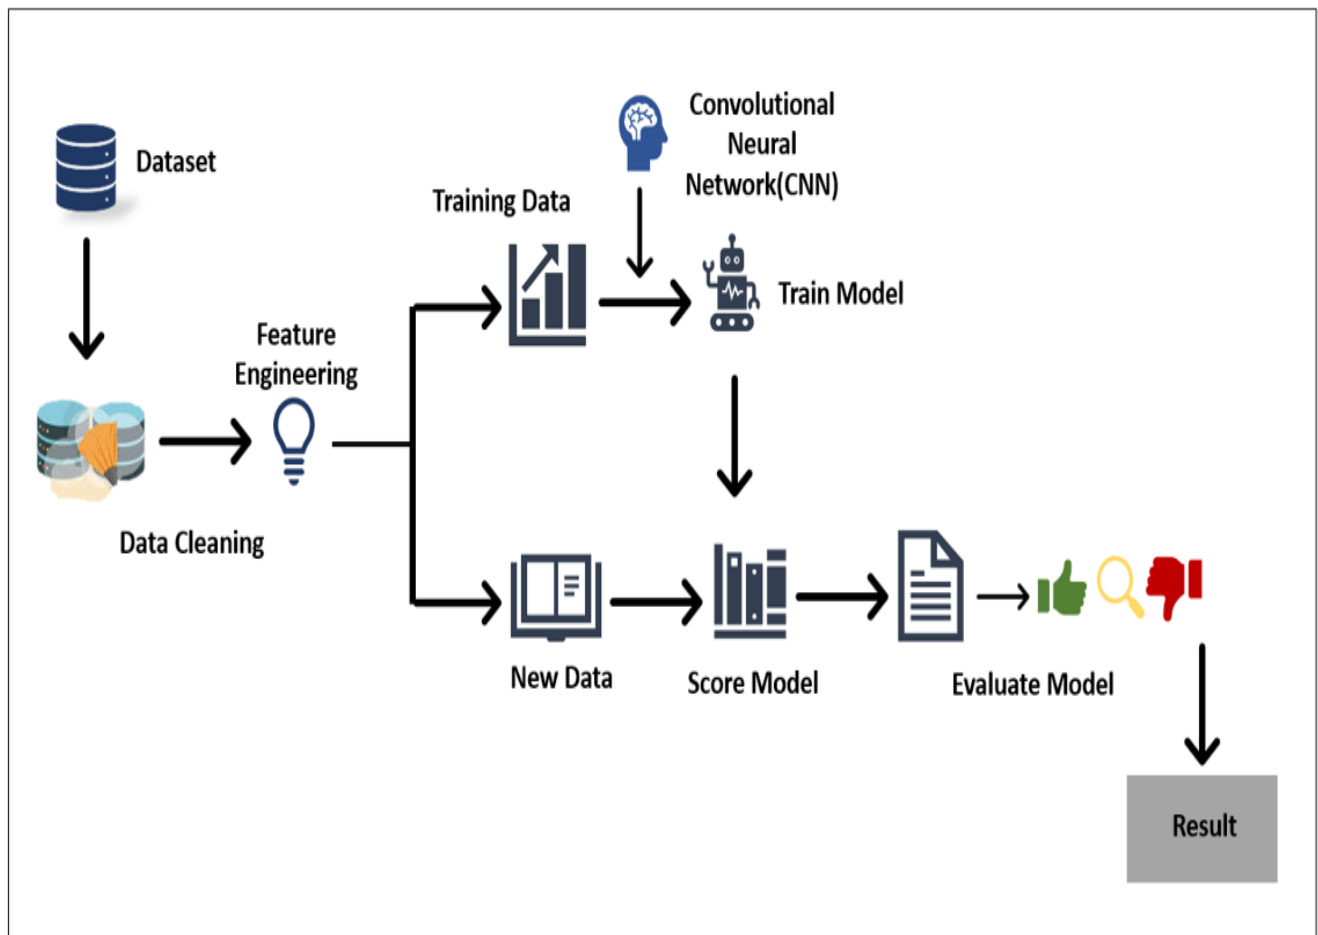 Dataset
Convolutional
Neural
Network(CNN)
Training Data
Train Model
Feature
Engineering
Data Cleaning
New Data
Score Model
Evaluate Model
Result